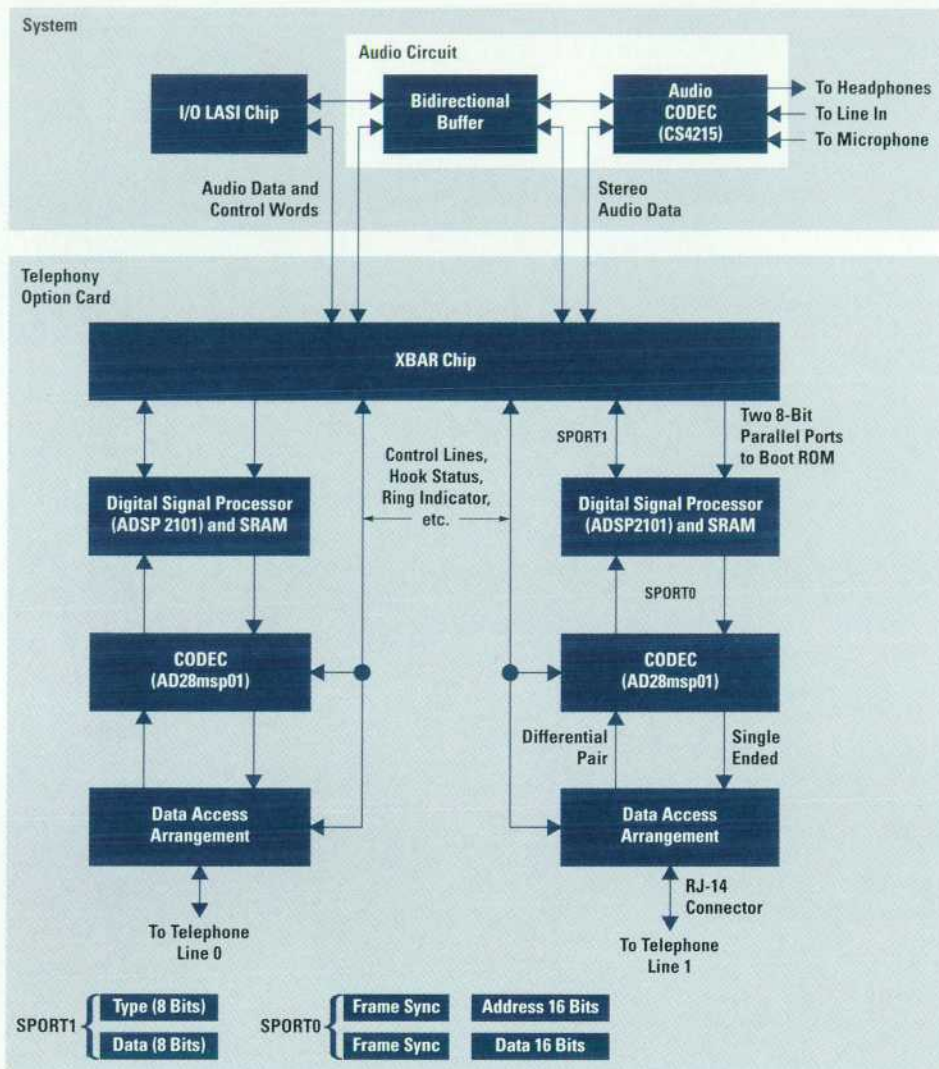 System
Audio Circuit
I/O LASI Chip
Bidirectional
Buffer
Audio
CODEC
(CS4215)
To Headphones
To Line In
To Microphone
Audio Data and
Control Words
Stereo
Audio Data
Telephony
Option Card
XBAR Chip
Control Lines,
Hook Status,
Ring Indicator,
etc.
SPORT1
Two 8-Bit
Parallel Ports
to Boot ROM
Digital Signal Processor
(ADSP 2101) and SRAM
Digital Signal Processor
(ADSP2101) and SRAM
SPORT0
CODEC
(AD28msp01)
CODEC
(AD28msp01)
Differential
Pair
Single
Ended
Data Access
Arrangement
Data Access
Arrangement
RJ-14
Connector
To Telephone
Line 0
To Telephone
Line 1
SPORT1
Type (8 Bits)
Data (8 Bits)
SPORT0
Frame Sync
Address 16 Bits
Frame Sync
Data 16 Bits